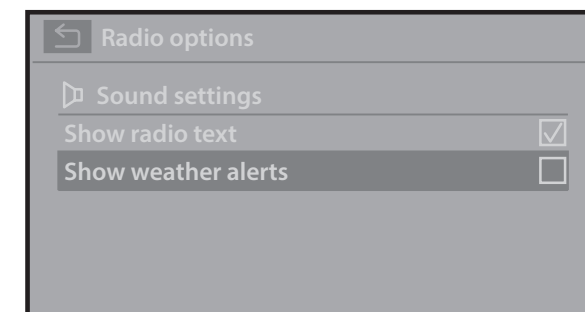 Radio options
Sound settings
Show radio text
Show weather alerts